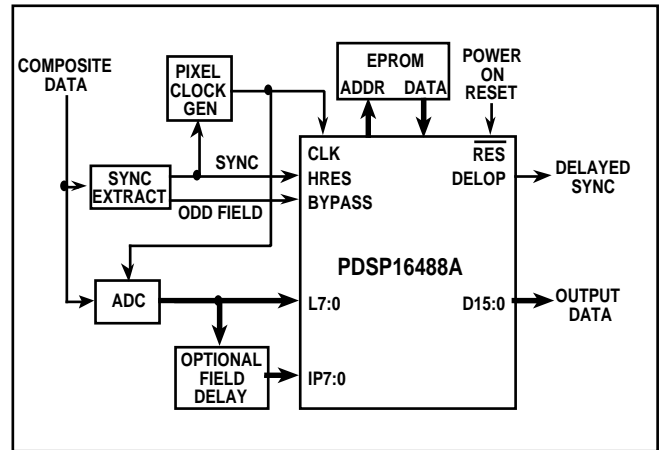 COMPOSITE
DATA
PIXEL
CLOCK
GEN
EPROM
ADDR DATA
POWER
ON
RESET
SYNC
EXTRACT
SYNC
ODD FIELD
CLK
HRES
BYPASS
RES
DELOP
DELAYED
SYNC
PDSP16488A
ADC
L7:0
D15:0
OUTPUT
DATA
OPTIONAL
FIELD
DELAY
IP7:0